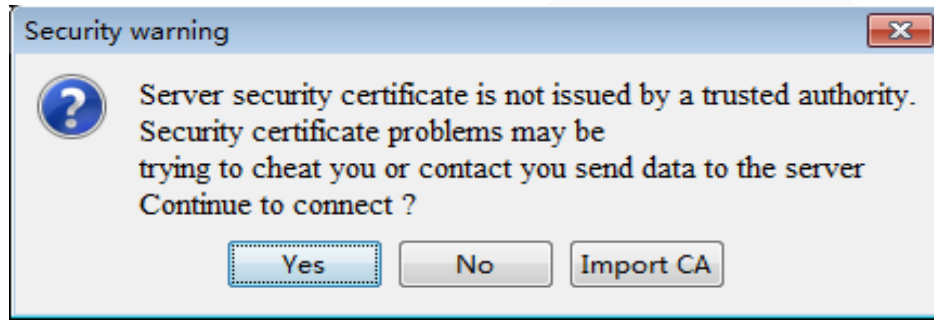 Security warning
Server security certificate is not issued by a trusted authority.
Security certificate problems may be
trying to cheat you or contact you send data to the server
Continue to connect ?
Yes No Import CA